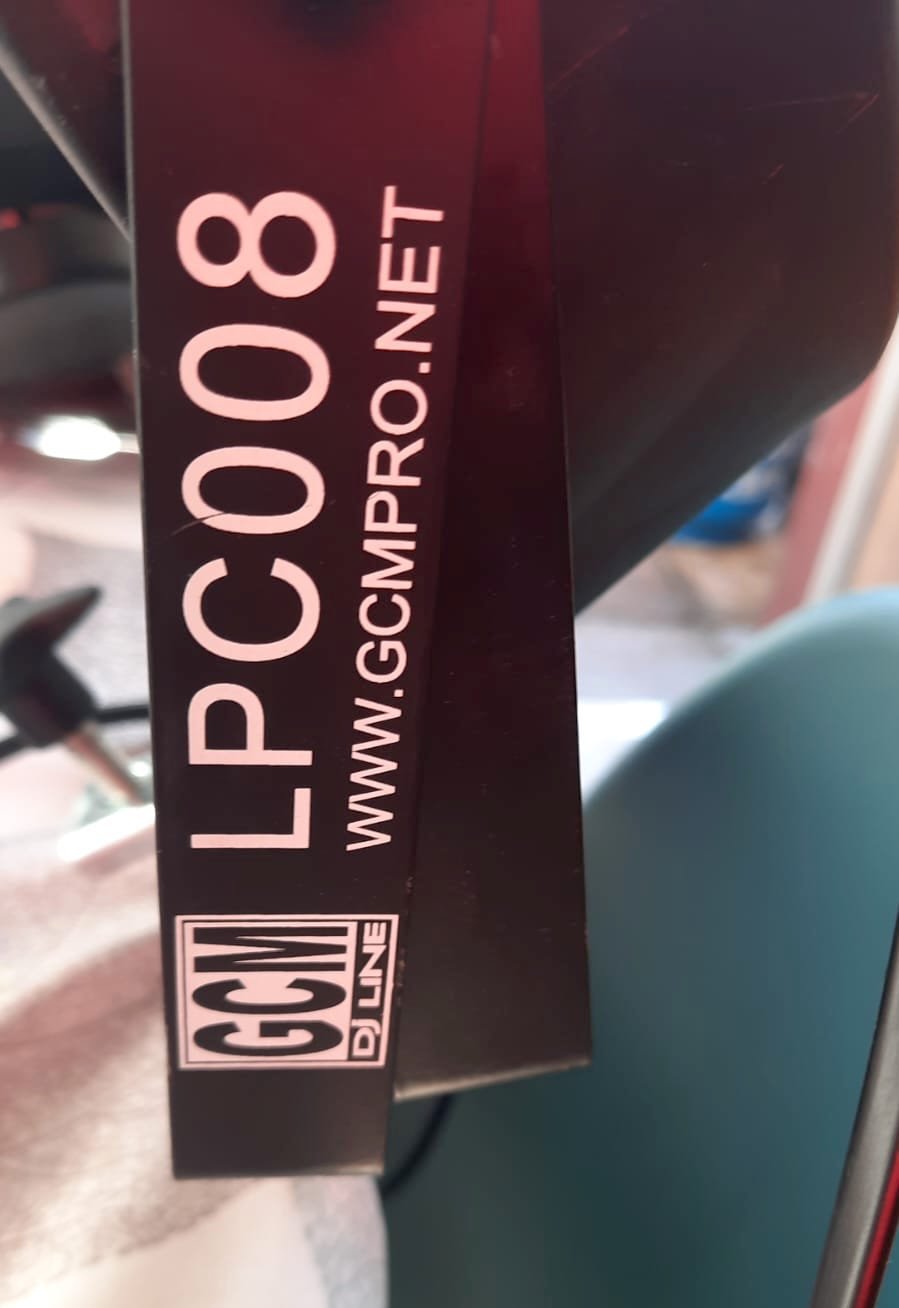 LPC008
WWW.GCMPRO.NET
GCM
DJ LINE